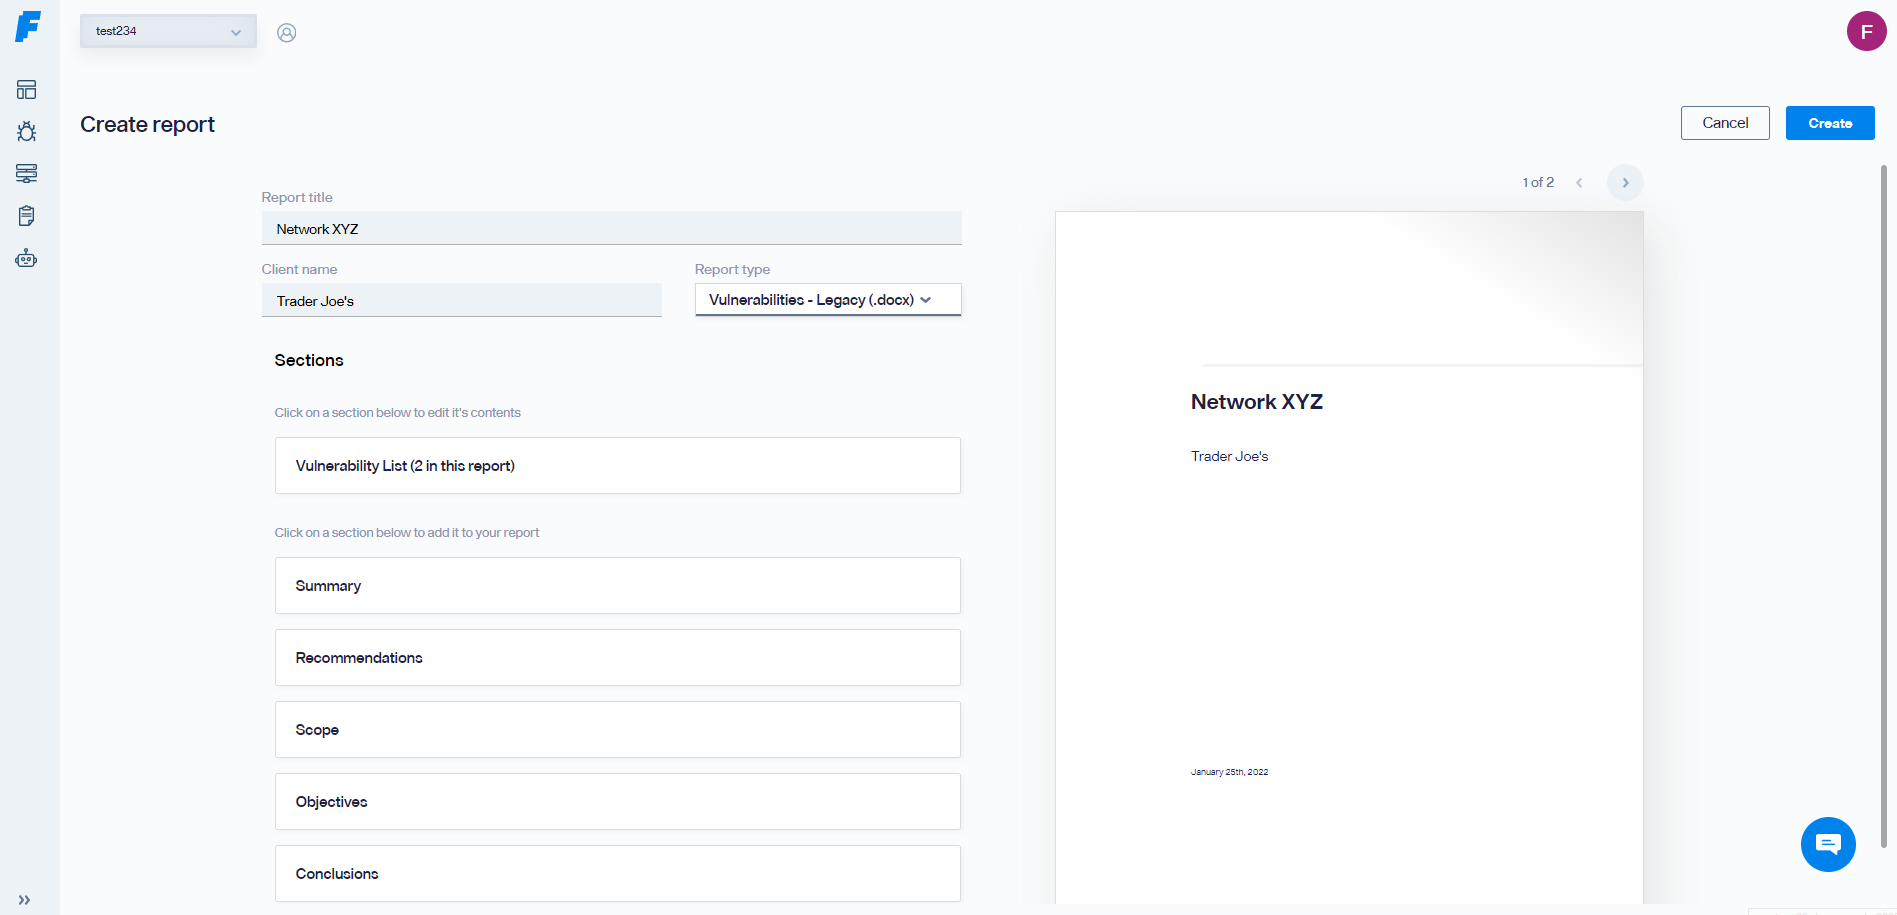 test234
F
Create report
Cancel
Create
1 of 2
Report title
Network XYZ
Client name
Report type
Trader Joe's
Vulnerabilities - Legacy (.docx)
Sections
Click on a section below to edit it's contents
Vulnerability List (2 in this report)
Click on a section below to add it to your report
Summary
Recommendations
Scope
Objectives
Conclusions
Network XYZ
Trader Joe's
January 25th, 2022